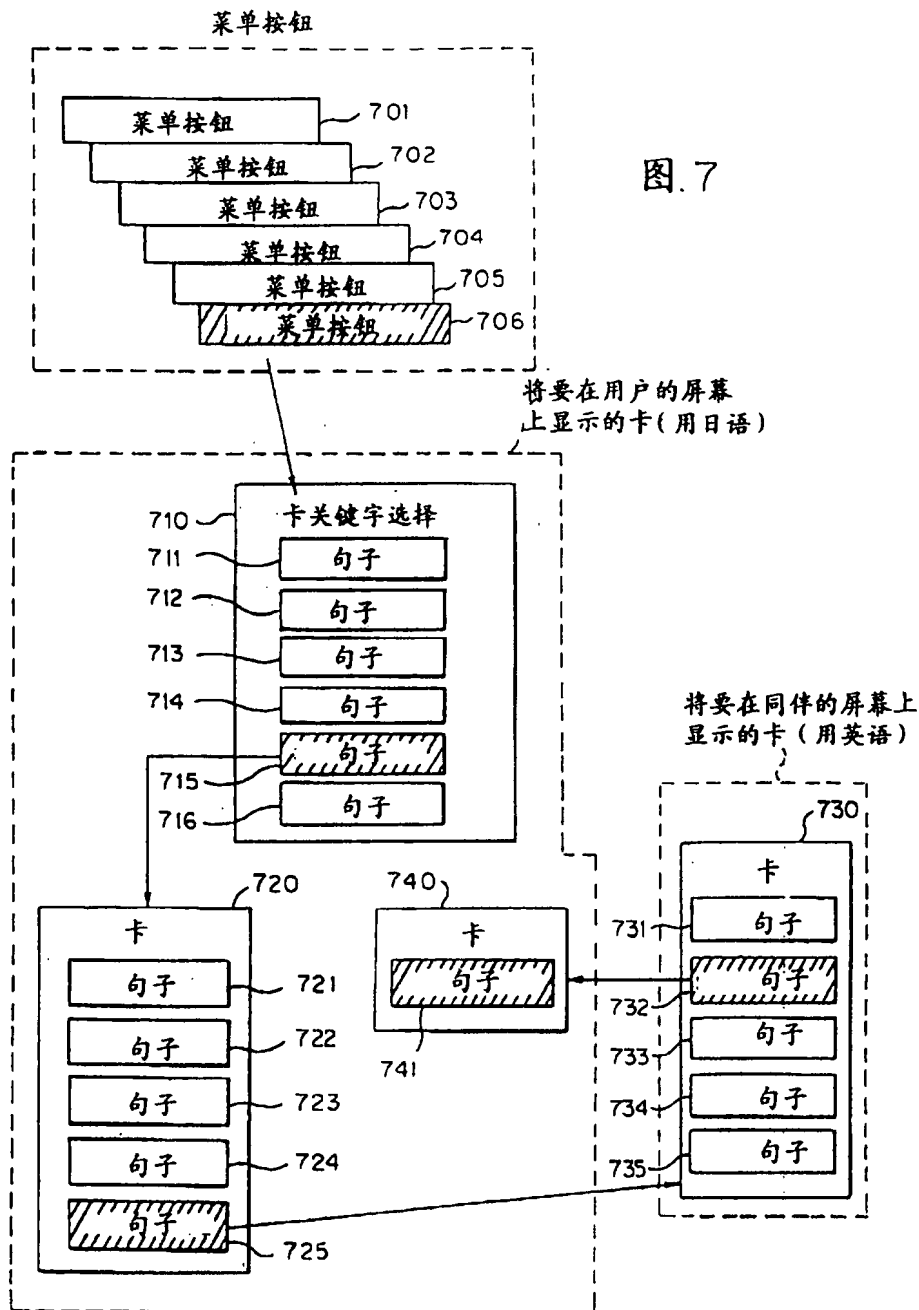 菜单按钮
菜单按钮 701
菜单按钮 702
菜单按钮 703
菜单按钮 704
菜单按钮 705
菜单按钮 706
图.7
将要在用户的屏幕
上显示的卡(用日语)
710 卡关键字选择
711 句子
712 句子
713 句子
714 句子
715 句子
716 句子
将要在同伴的屏幕上
显示的卡(用英语)
720
卡
句子 721
句子 722
句子 723
句子 724
句子 725
740
卡
句子
741
730
卡
731 句子
732 句子
733 句子
734 句子
735 句子